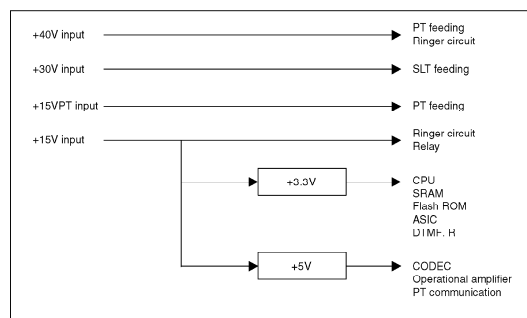 +40V input
PT feeding
Ringer circuit
+30V input
SLT feeding
+15VPT input
PT feeding
+15V input
Ringer circuit
Relay
+3.3V
CPU
SRAM
Flash ROM
ASIC
DTMF. R
+5V
CODEC
Operational amplifier
PT communication